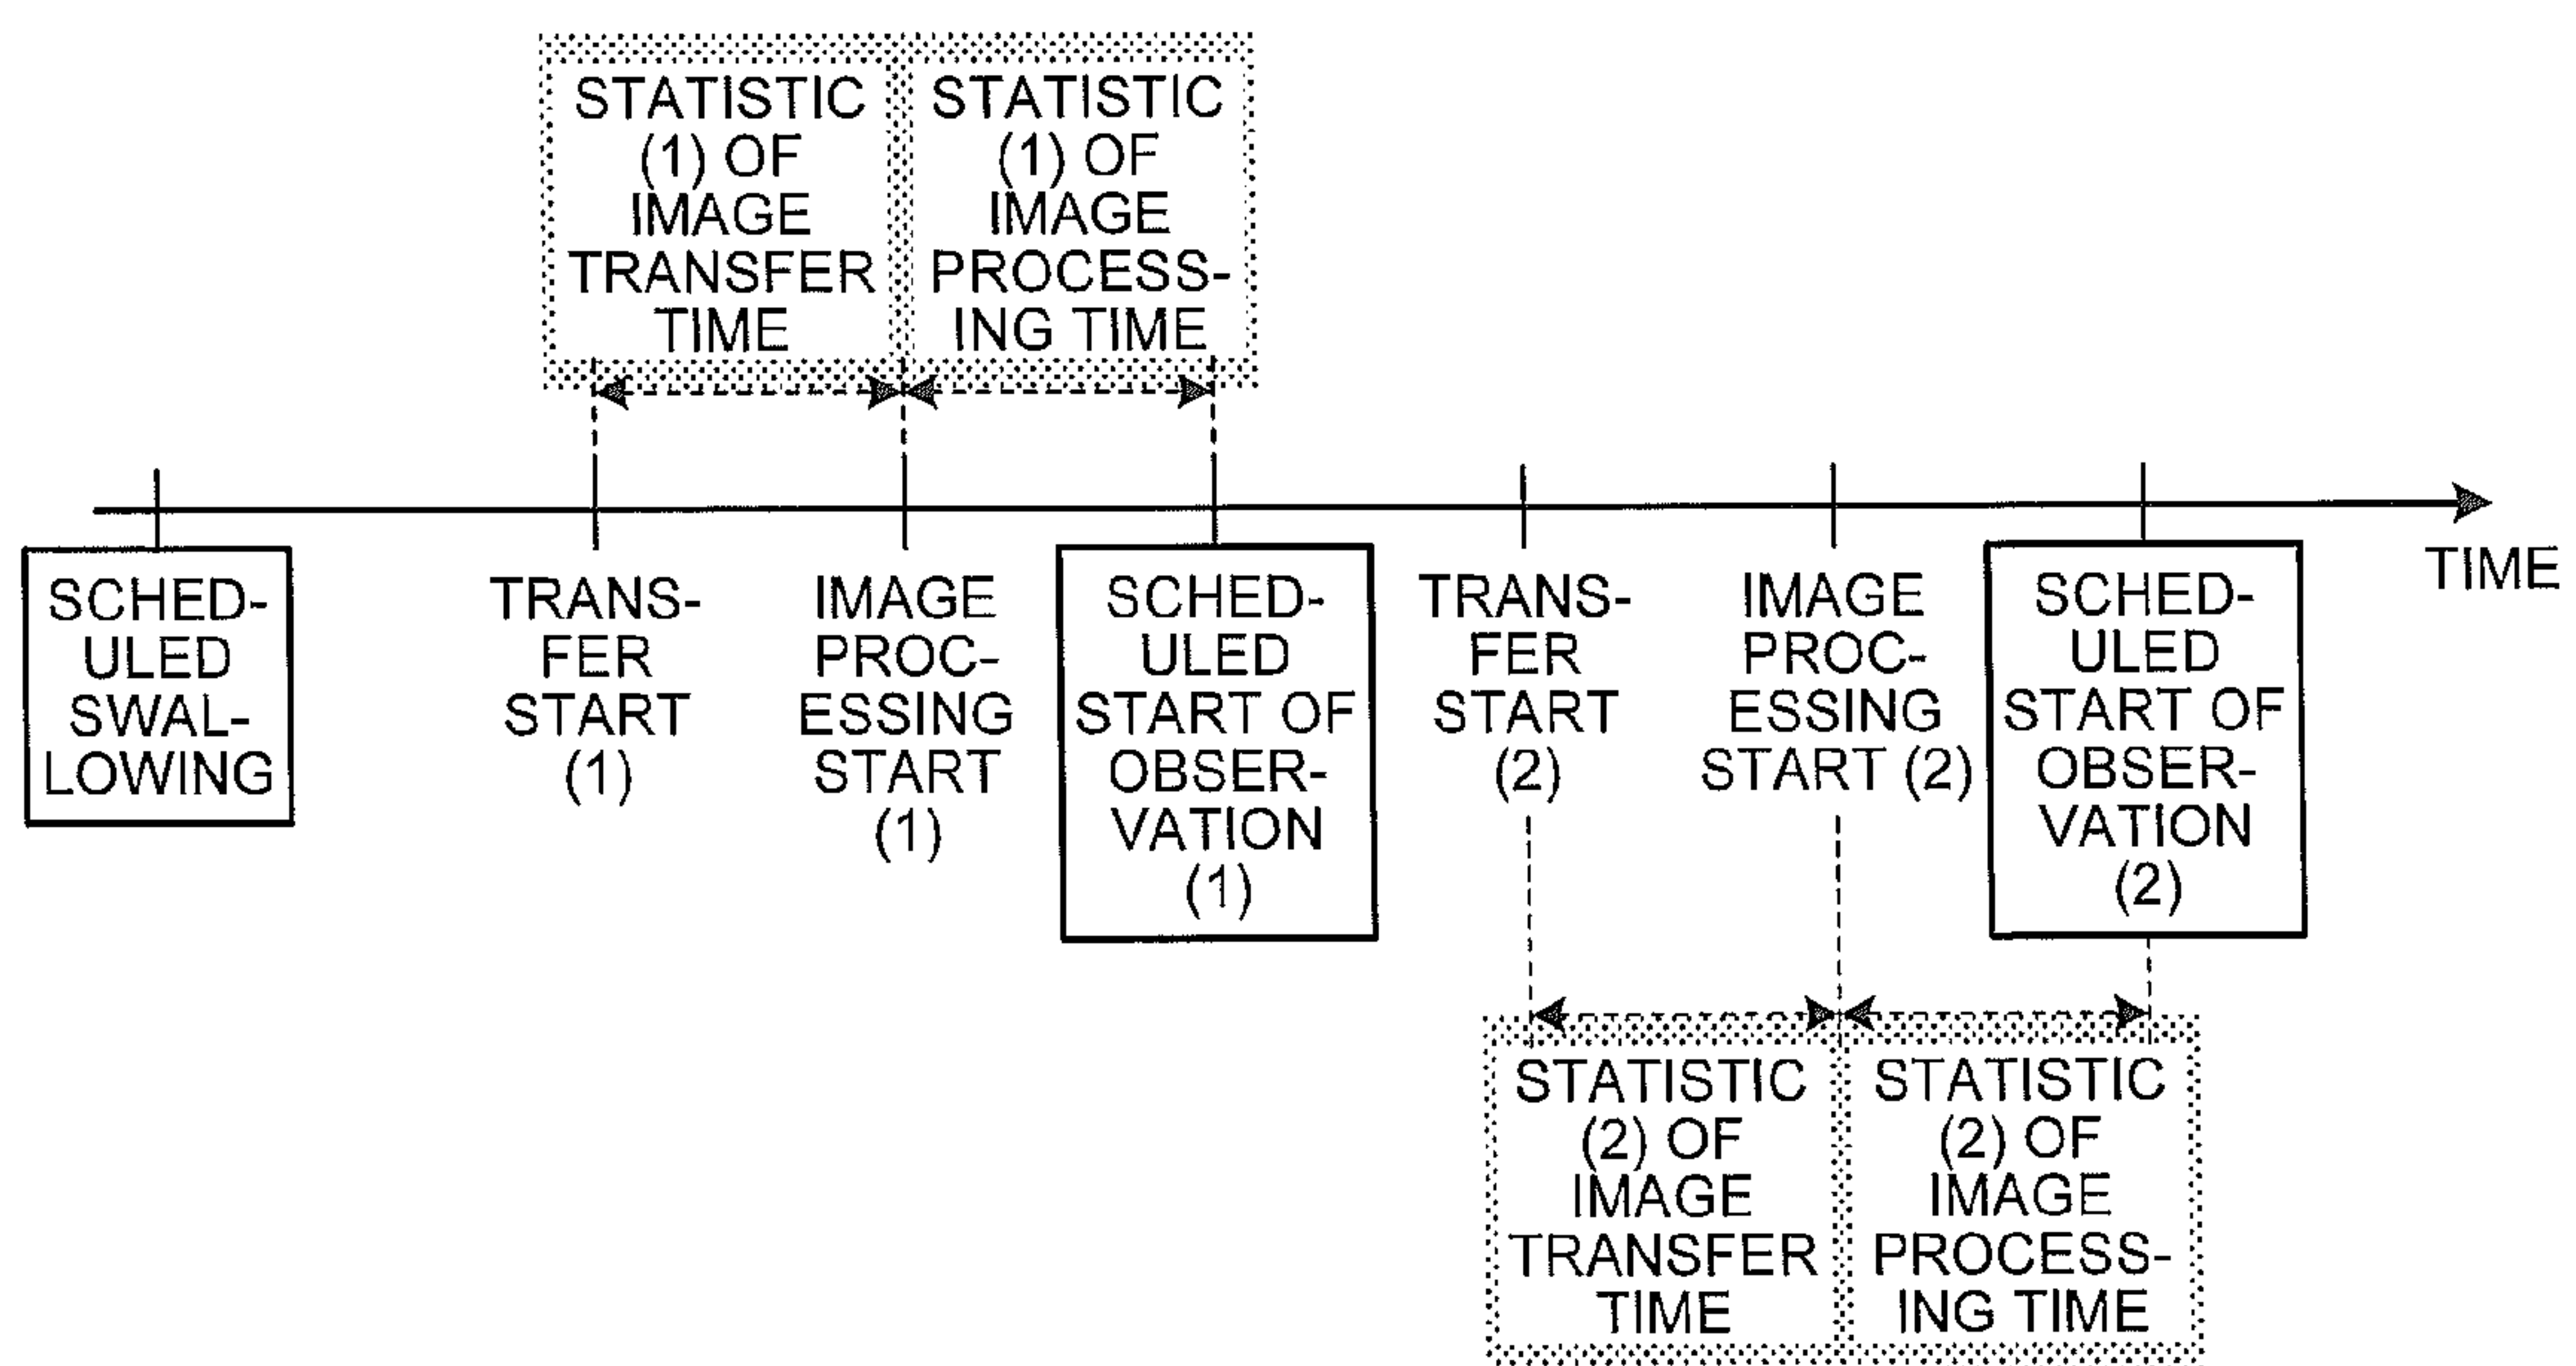 STATISTIC
(1) OF
IMAGE
TRANSFER
TIME
STATISTIC
(1) OF
IMAGE
PROCESS-
ING TIME
TIME
SCHED-
ULED
SWAL-
LOWING
TRANS-
FER
START
(1)
IMAGE
PROC-
ESSING
START
(1)
SCHED-
ULED
START OF
OBSER-
VATION
(1)
TRANS-
FER
START
(2)
IMAGE
PROC-
ESSING
START (2)
SCHED-
ULED
START OF
OBSER-
VATION
(2)
STATISTIC
(2) OF
IMAGE
TRANSFER
TIME
STATISTIC
(2) OF
IMAGE
PROCESS-
ING TIME